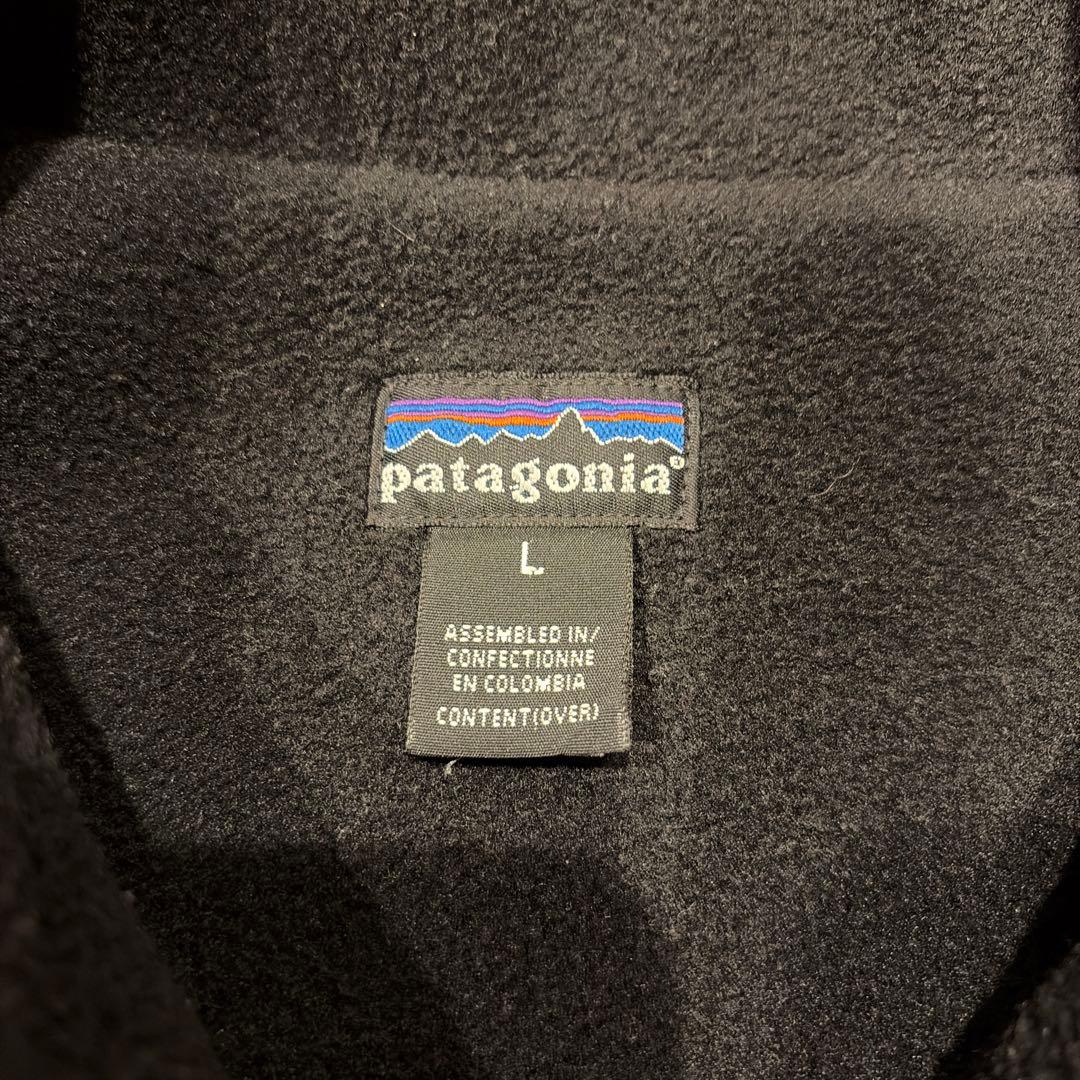 patagonia®
L
ASSEMBLED IN/
CONFECTIONNE
EN COLOMBIA
CONTENT(OVER)